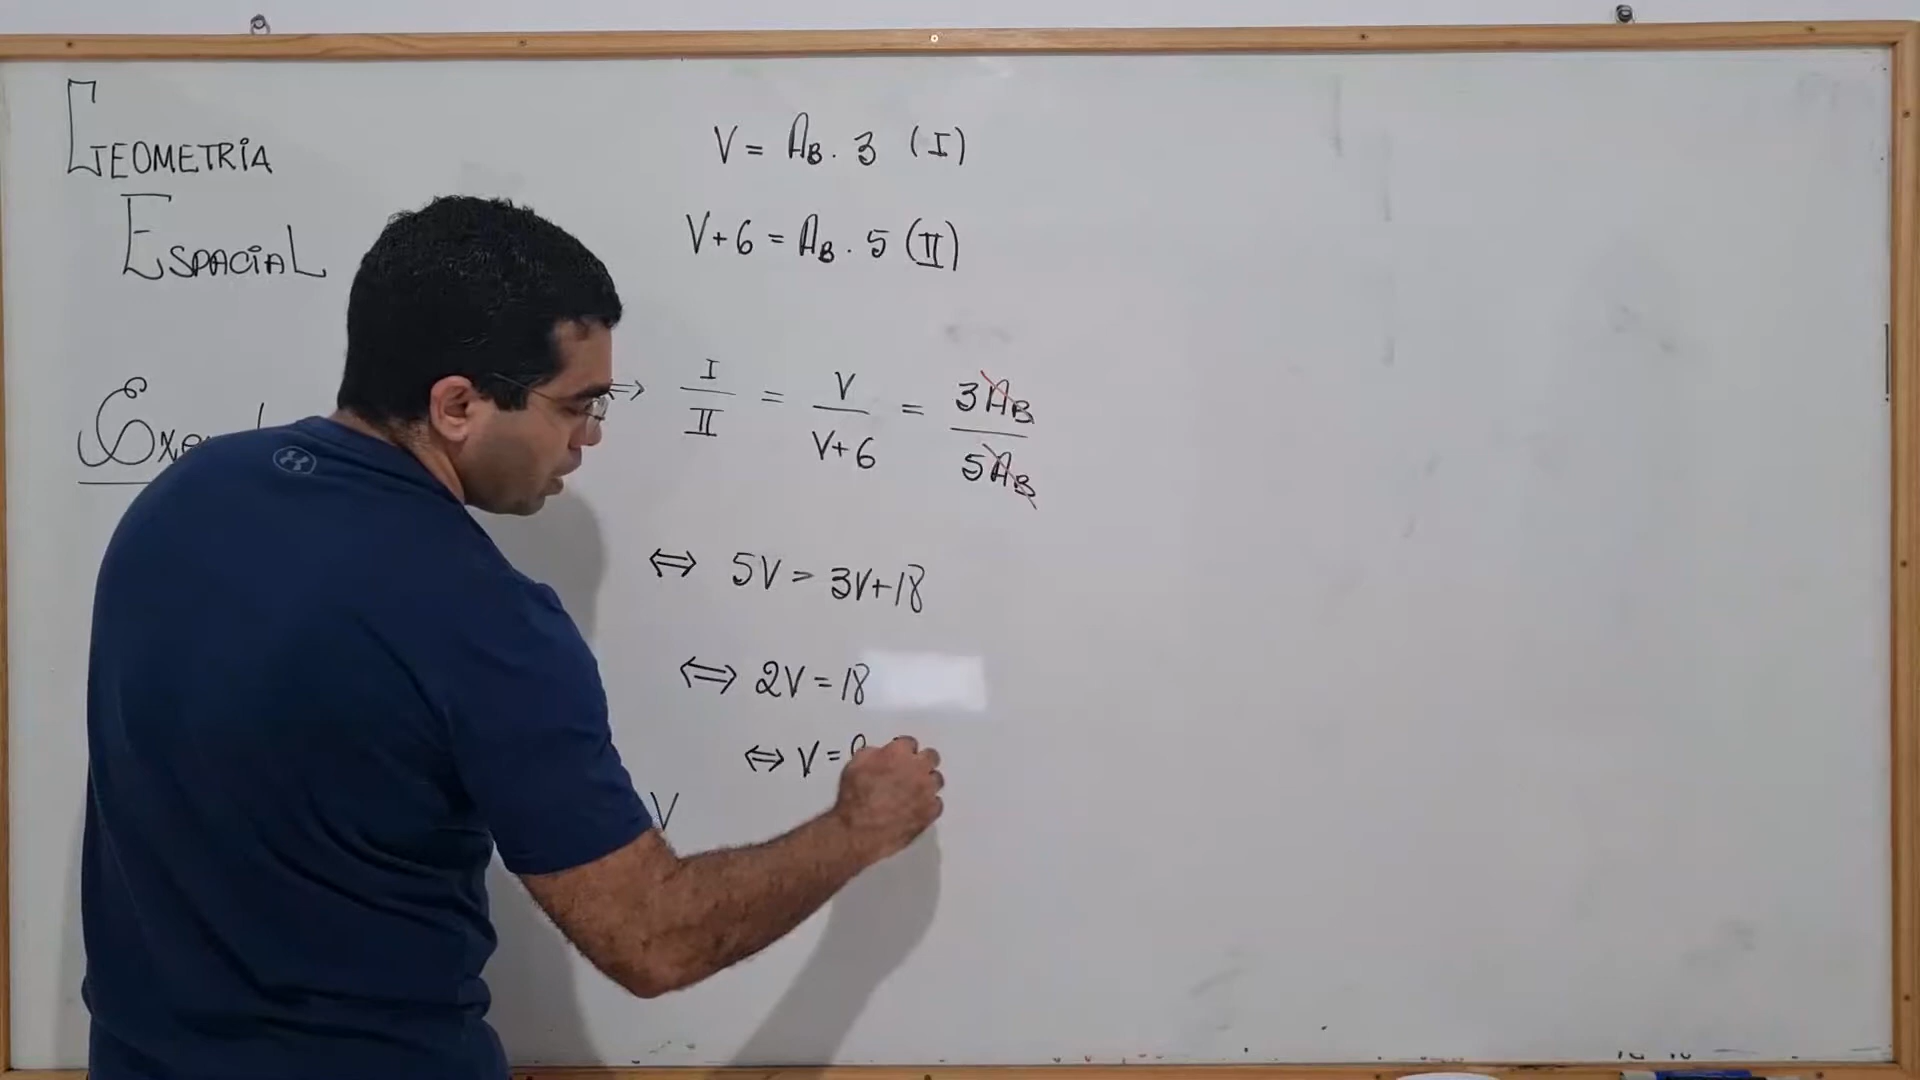 GEOMETRIA
ESPACIAL
V = AB . 3 (I)
V+6 = AB . 5 (II)
⇒ I/II = V/(V+6) = 3AB/5AB
⇔ 5V = 3V+18
⇔ 2V = 18
⇔ V =
V